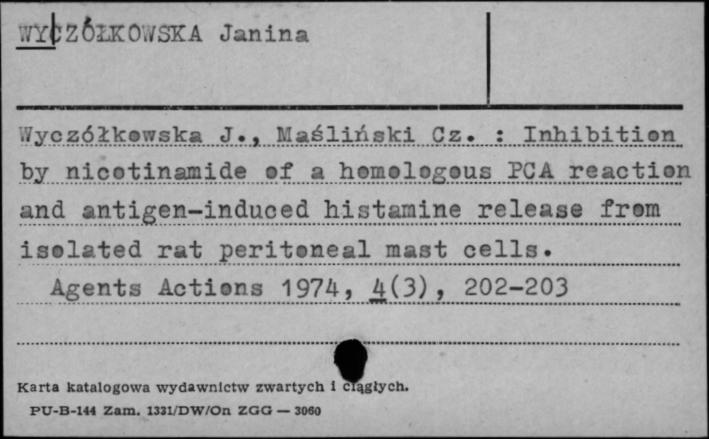 WYCZÓŁKOWSKA Janina
Wyczółkowska J., Maśliński Cz. : Inhibition
by nicotinamide of a homologous PCA reaction
and antigen-induced histamine release from
isolated rat peritoneal mast cells.
Agents Actions 1974, 4(3), 202-203
Karta katalogowa wydawnictw zwartych i ciągłych.
PU-B-144 Zam. 1331/DW/On ZGG — 3060